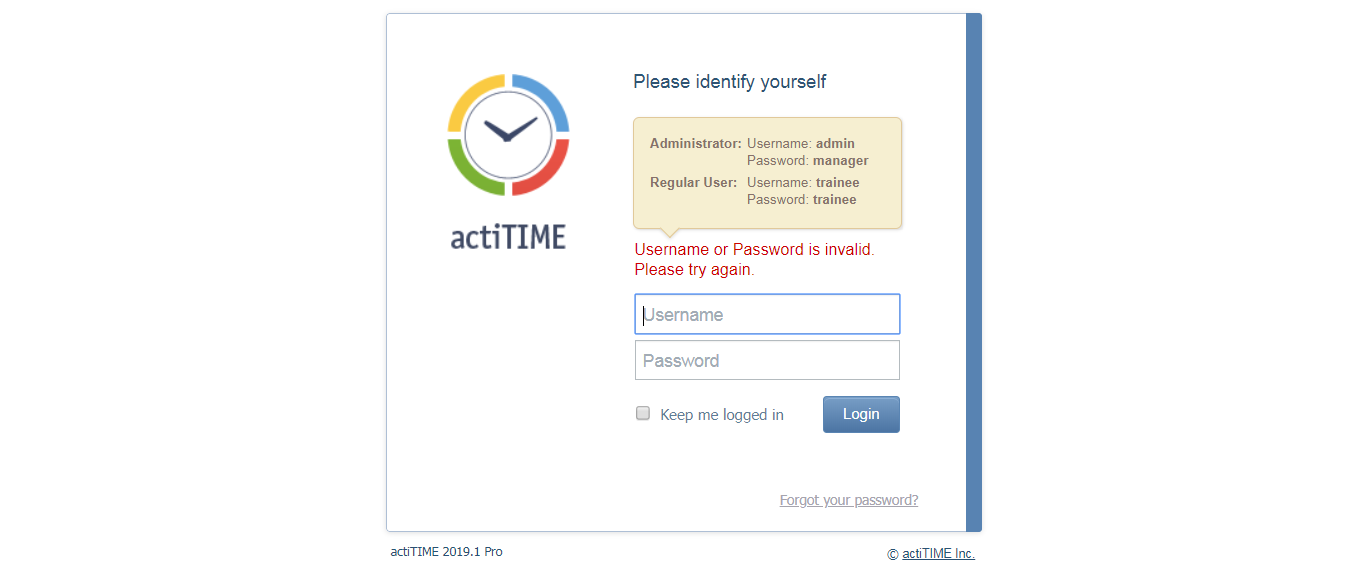 Please identify yourself
Administrator: Username: admin
Password: manager
Regular User: Username: trainee
Password: trainee
actiTIME
Username or Password is invalid.
Please try again.
Username
Password
Keep me logged in
Login
Forgot your password?
actiTIME 2019.1 Pro
© actiTIME Inc.